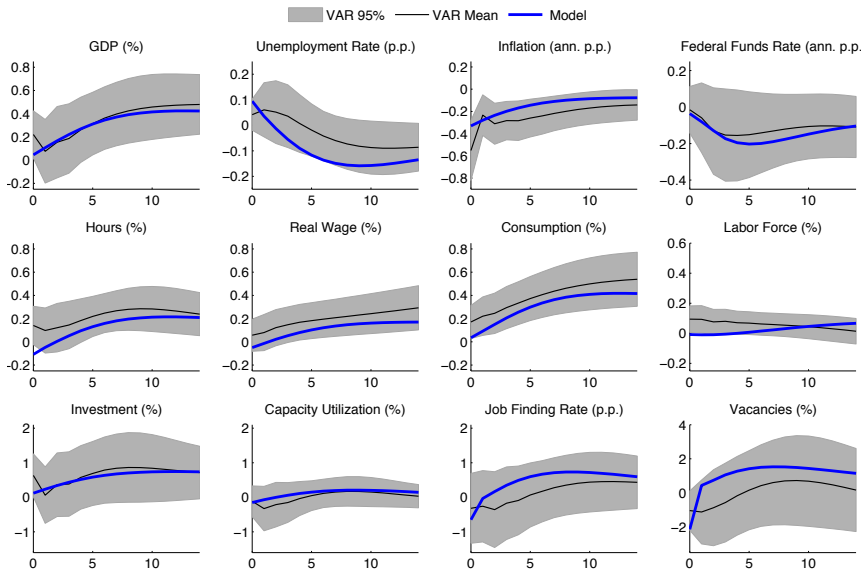 VAR 95% VAR Mean Model
GDP (%) Unemployment Rate (p.p.) Inflation (ann. p.p.) Federal Funds Rate (ann. p.p.
0.8 0.6 0.4 0.2 0 −0.2
0 5 10
0.2 0.1 0 −0.1 −0.2
0 5 10
0.2 0 −0.2 −0.4 −0.6 −0.8
0 5 10
0.2 0 −0.2 −0.4
0 5 10
Hours (%) Real Wage (%) Consumption (%) Labor Force (%)
0.8 0.6 0.4 0.2 0 −0.2
0 5 10
0.8 0.6 0.4 0.2 0 −0.2
0 5 10
0.8 0.6 0.4 0.2 0 −0.2
0 5 10
0.6 0.4 0.2 0 −0.2
0 5 10
Investment (%) Capacity Utilization (%) Job Finding Rate (p.p.) Vacancies (%)
2 1 0 −1
0 5 10
2 1 0 −1
0 5 10
2 1 0 −1
0 5 10
4 2 0 −2
0 5 10